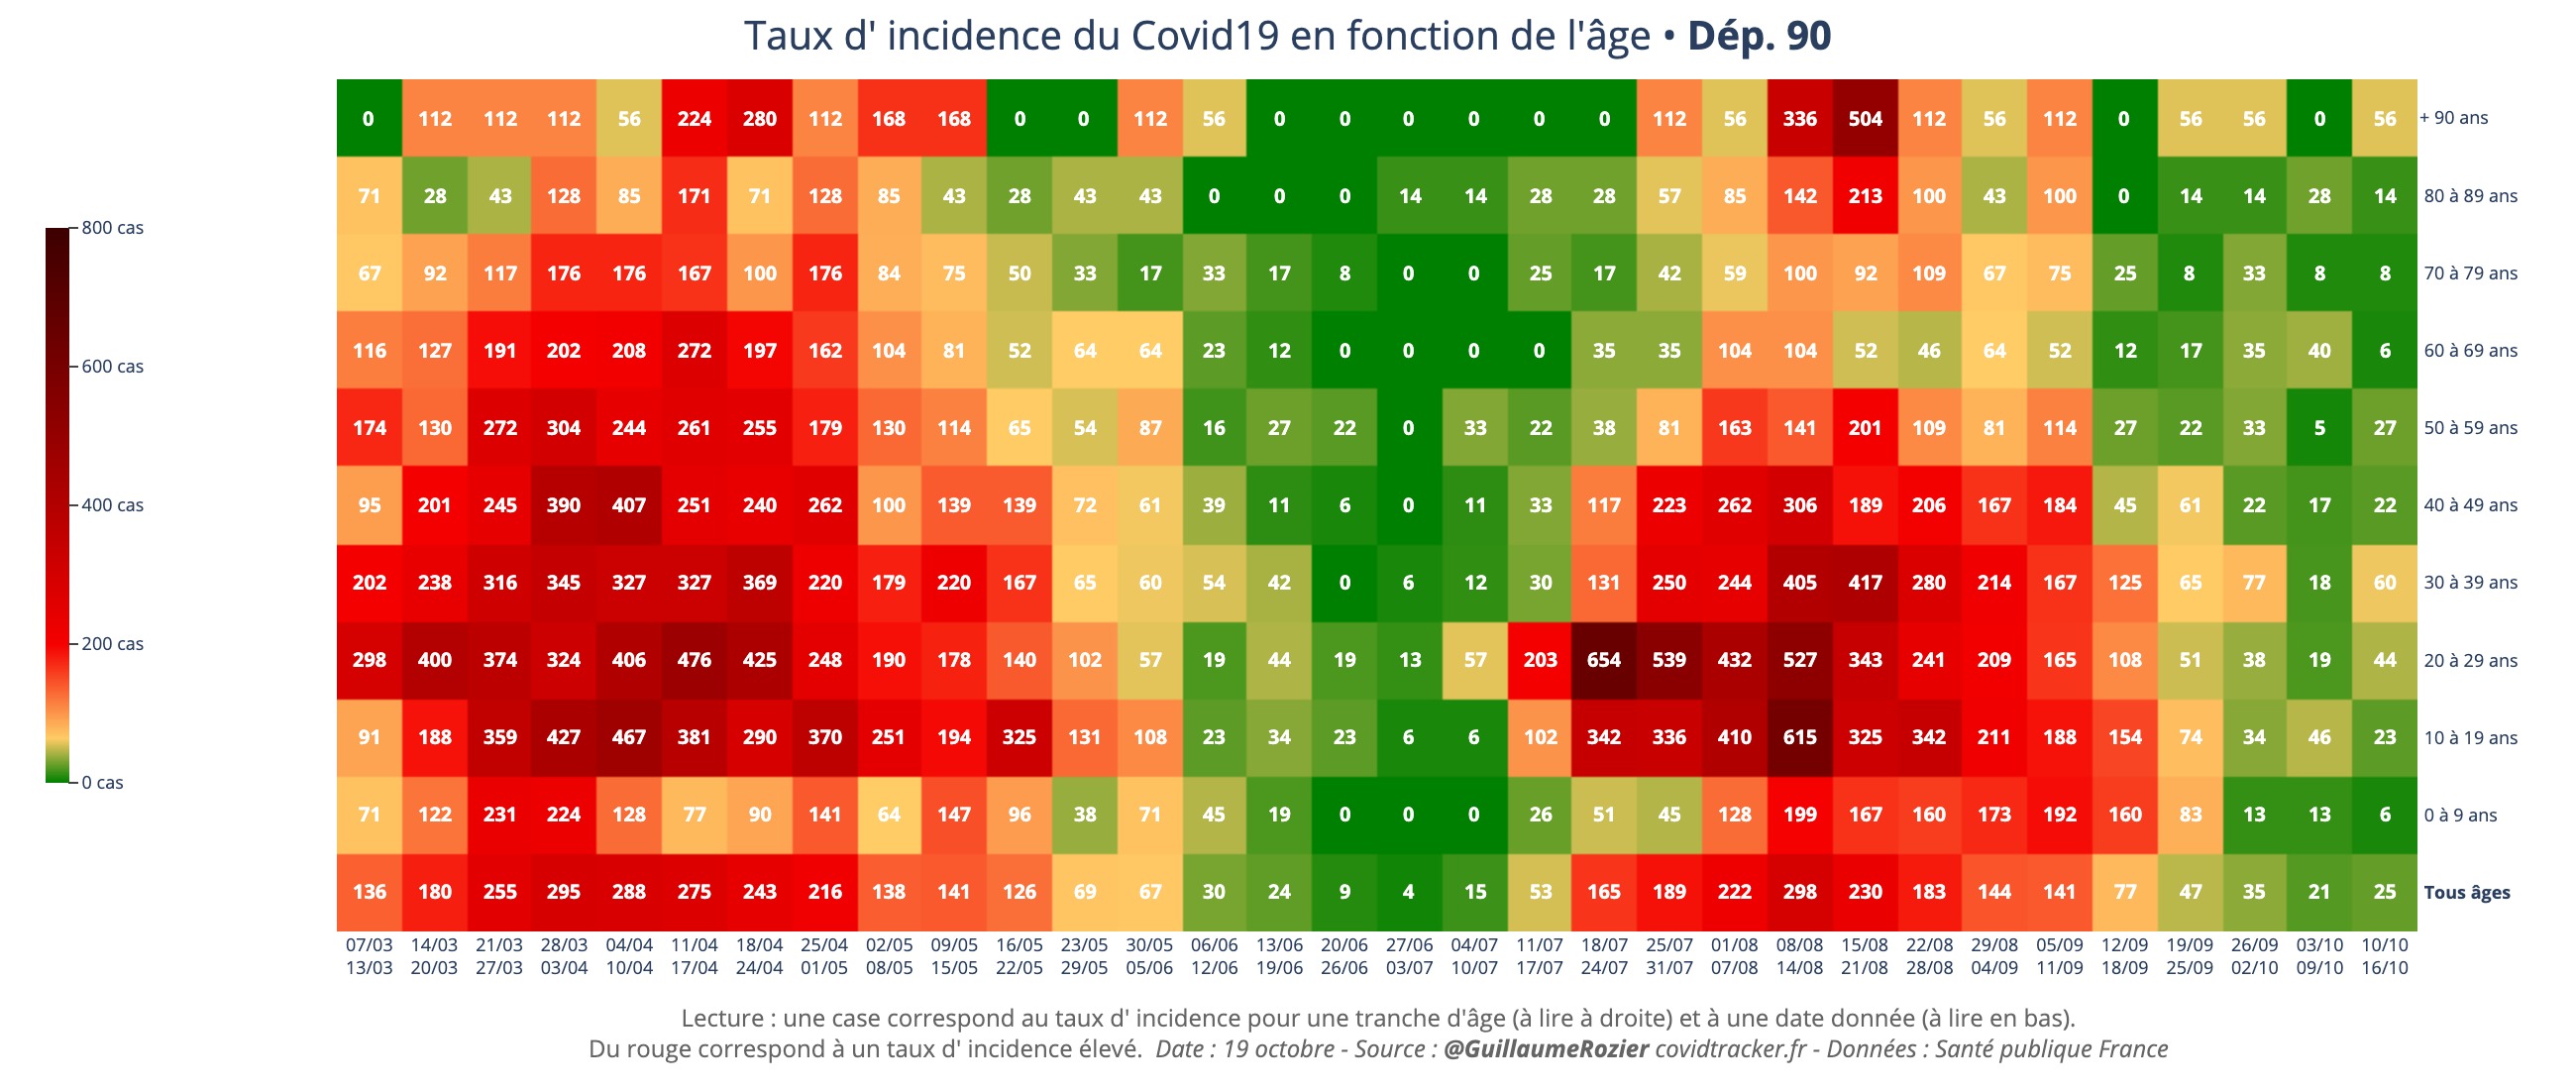 Taux d' incidence du Covid19 en fonction de l'âge • Dép. 90
0 112 112 112 56 224 280 112 168 168 0 0 112 56 0 0 0 0 0 0 112 56 336 504 112 56 112 0 56 56 0 56 + 90 ans
71 28 43 128 85 171 71 128 85 43 28 43 43 0 0 0 14 14 28 28 57 85 142 213 100 43 100 0 14 14 28 14 80 à 89 ans
800 cas
67 92 117 176 176 167 100 176 84 75 50 33 17 33 17 8 0 0 25 17 42 59 100 92 109 67 75 25 8 33 8 8 70 à 79 ans
116 127 191 202 208 272 197 162 104 81 52 64 64 23 12 0 0 0 0 35 35 104 104 52 46 64 52 12 17 35 40 6 60 à 69 ans
600 cas
174 130 272 304 244 261 255 179 130 114 65 54 87 16 27 22 0 33 22 38 81 163 141 201 109 81 114 27 22 33 5 27 50 à 59 ans
95 201 245 390 407 251 240 262 100 139 139 72 61 39 11 6 0 11 33 117 223 262 306 189 206 167 184 45 61 22 17 22 40 à 49 ans
400 cas
202 238 316 345 327 327 369 220 179 220 167 65 60 54 42 0 6 12 30 131 250 244 405 417 280 214 167 125 65 77 18 60 30 à 39 ans
200 cas
298 400 374 324 406 476 425 248 190 178 140 102 57 19 44 19 13 57 203 654 539 432 527 343 241 209 165 108 51 38 19 44 20 à 29 ans
91 188 359 427 467 381 290 370 251 194 325 131 108 23 34 23 6 6 102 342 336 410 615 325 342 211 188 154 74 34 46 23 10 à 19 ans
0 cas
71 122 231 224 128 77 90 141 64 147 96 38 71 45 19 0 0 0 26 51 45 128 199 167 160 173 192 160 83 13 13 6 0 à 9 ans
136 180 255 295 288 275 243 216 138 141 126 69 67 30 24 9 4 15 53 165 189 222 298 230 183 144 141 77 47 35 21 25 Tous âges
07/03 14/03 21/03 28/03 04/04 11/04 18/04 25/04 02/05 09/05 16/05 23/05 30/05 06/06 13/06 20/06 27/06 04/07 11/07 18/07 25/07 01/08 08/08 15/08 22/08 29/08 05/09 12/09 19/09 26/09 03/10 10/10
13/03 20/03 27/03 03/04 10/04 17/04 24/04 01/05 08/05 15/05 22/05 29/05 05/06 12/06 19/06 26/06 03/07 10/07 17/07 24/07 31/07 07/08 14/08 21/08 28/08 04/09 11/09 18/09 25/09 02/10 09/10 16/10
Lecture : une case correspond au taux d' incidence pour une tranche d'âge (à lire à droite) et à une date donnée (à lire en bas).
Du rouge correspond à un taux d' incidence élevé. Date : 19 octobre - Source : @GuillaumeRozier covidtracker.fr - Données : Santé publique France